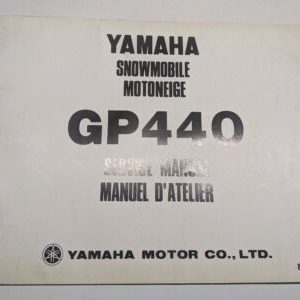 YAMAHA
SNOWMOBILE
MOTONEIGE
GP440
SERVICE MANUAL
MANUEL D'ATELIER
YAMAHA MOTOR CO., LTD.